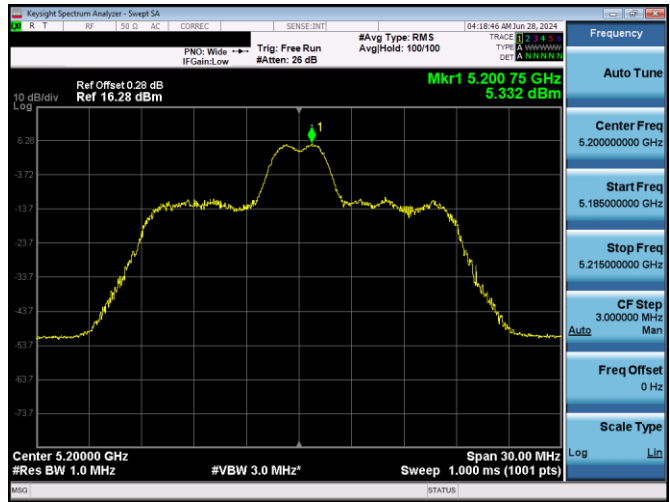 Keysight Spectrum Analyzer - Swept SA
R T RF 50 Ω AC CORREC SENSE:INT 04:18:46 AM Jun 28, 2024
#Avg Type: RMS TRACE 1 2 3 4 5 6
PNO: Wide Trig: Free Run Avg|Hold: 100/100 TYPE A WWWWW
IFGain:Low #Atten: 26 dB DET A N N N N N
Mkr1 5.200 75 GHz
5.332 dBm
Ref Offset 0.28 dB
10 dB/div Ref 16.28 dBm
Log
1
6.28
-3.72
-13.7
-23.7
-33.7
-43.7
-53.7
-63.7
-73.7
Center 5.20000 GHz Span 30.00 MHz
#Res BW 1.0 MHz #VBW 3.0 MHz* Sweep 1.000 ms (1001 pts)
MSG STATUS
Frequency
Auto Tune
Center Freq
5.200000000 GHz
Start Freq
5.185000000 GHz
Stop Freq
5.215000000 GHz
CF Step
3.000000 MHz
Auto Man
Freq Offset
0 Hz
Scale Type
Log Lin